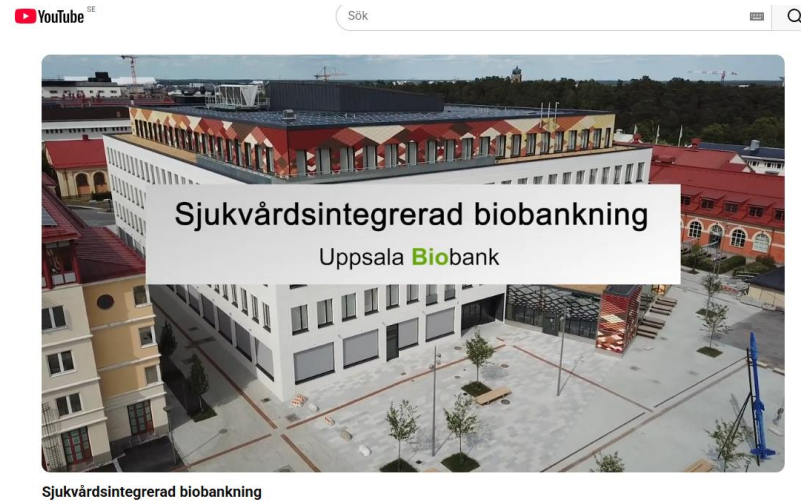 YouTube SE
Sök
Sjukvårdsintegrerad biobankning
Uppsala Biobank
Sjukvårdsintegrerad biobankning